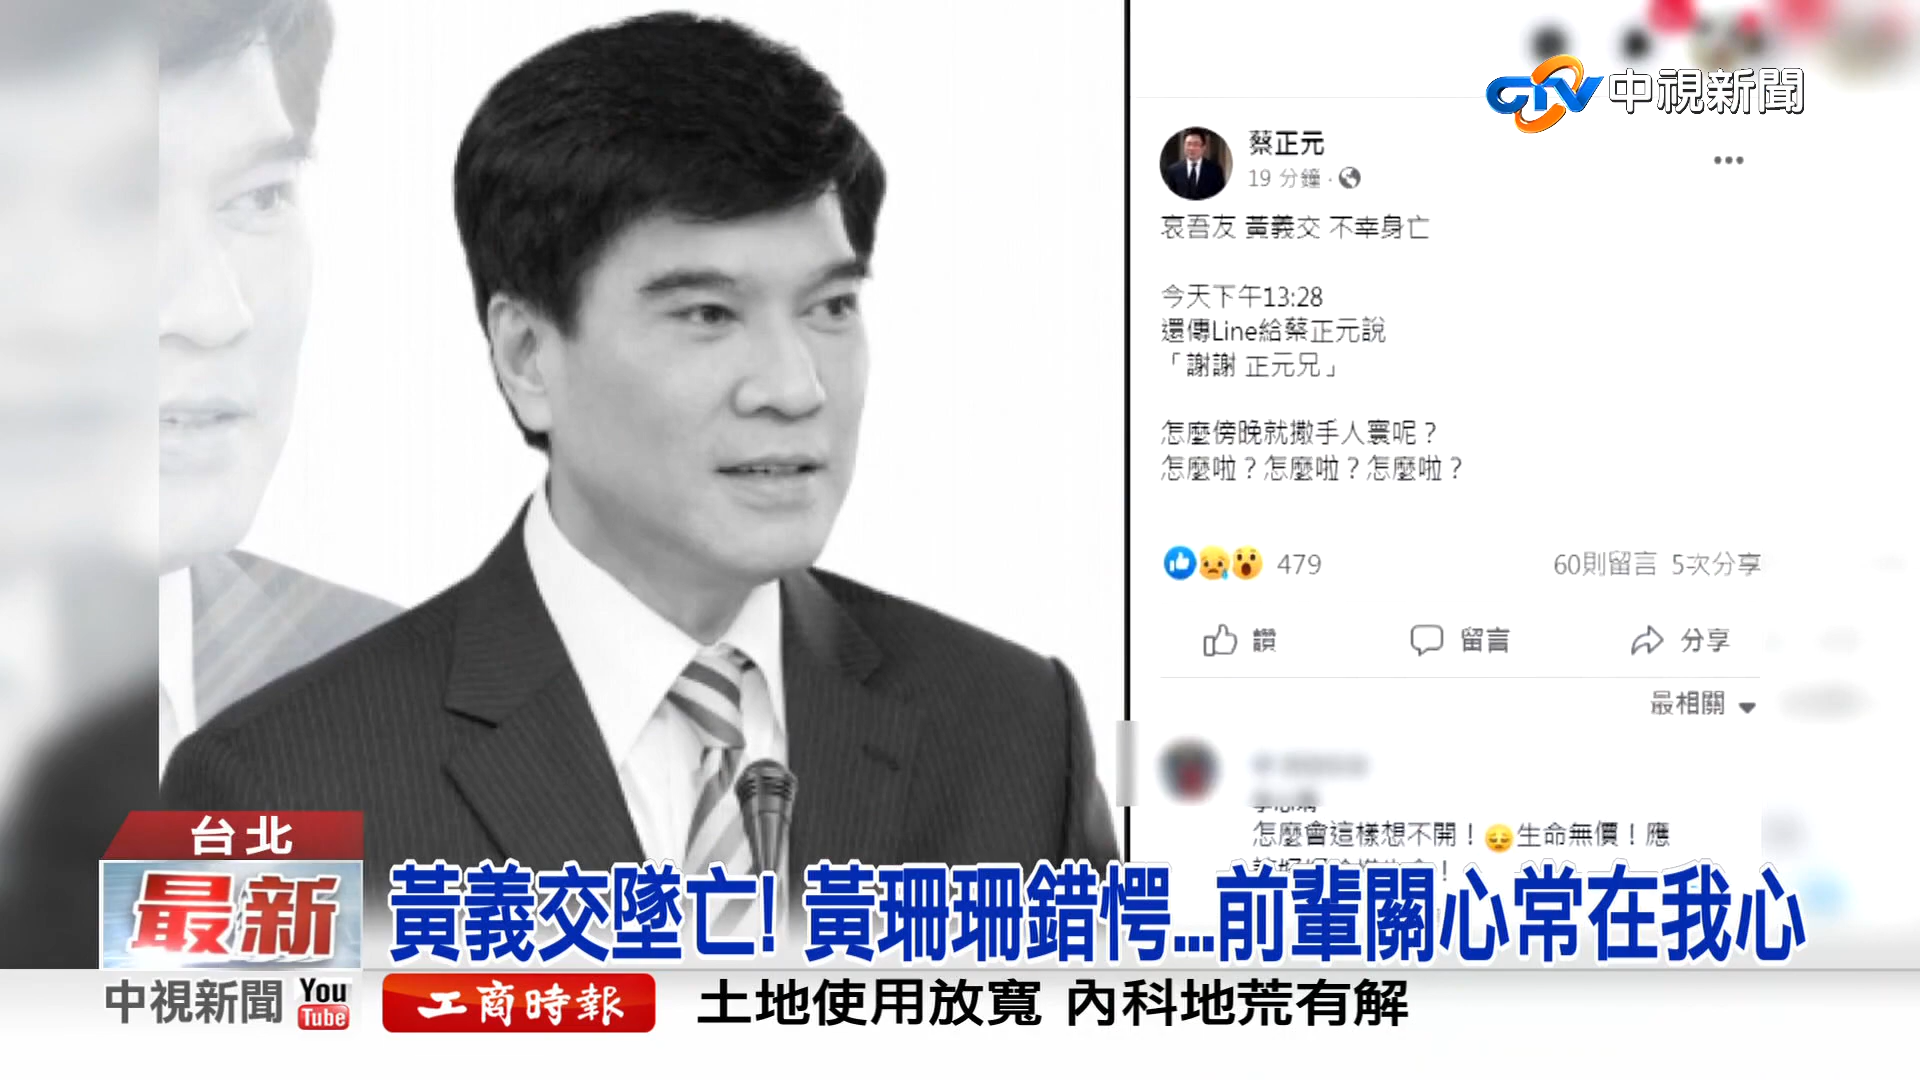 CTV 中視新聞
蔡正元
19 分鐘 ·
哀吾友 黃義交 不幸身亡
今天下午13:28
還傳Line給蔡正元說
「謝謝 正元兄」
怎麼傍晚就撒手人寰呢？
怎麼啦？怎麼啦？怎麼啦？
479
60則留言 5次分享
讚
留言
分享
最相關
怎麼會這樣想不開！😔生命無價！應
台北
最新
黃義交墜亡! 黃珊珊錯愕...前輩關心常在我心
中視新聞 YouTube
工商時報
土地使用放寬 內科地荒有解